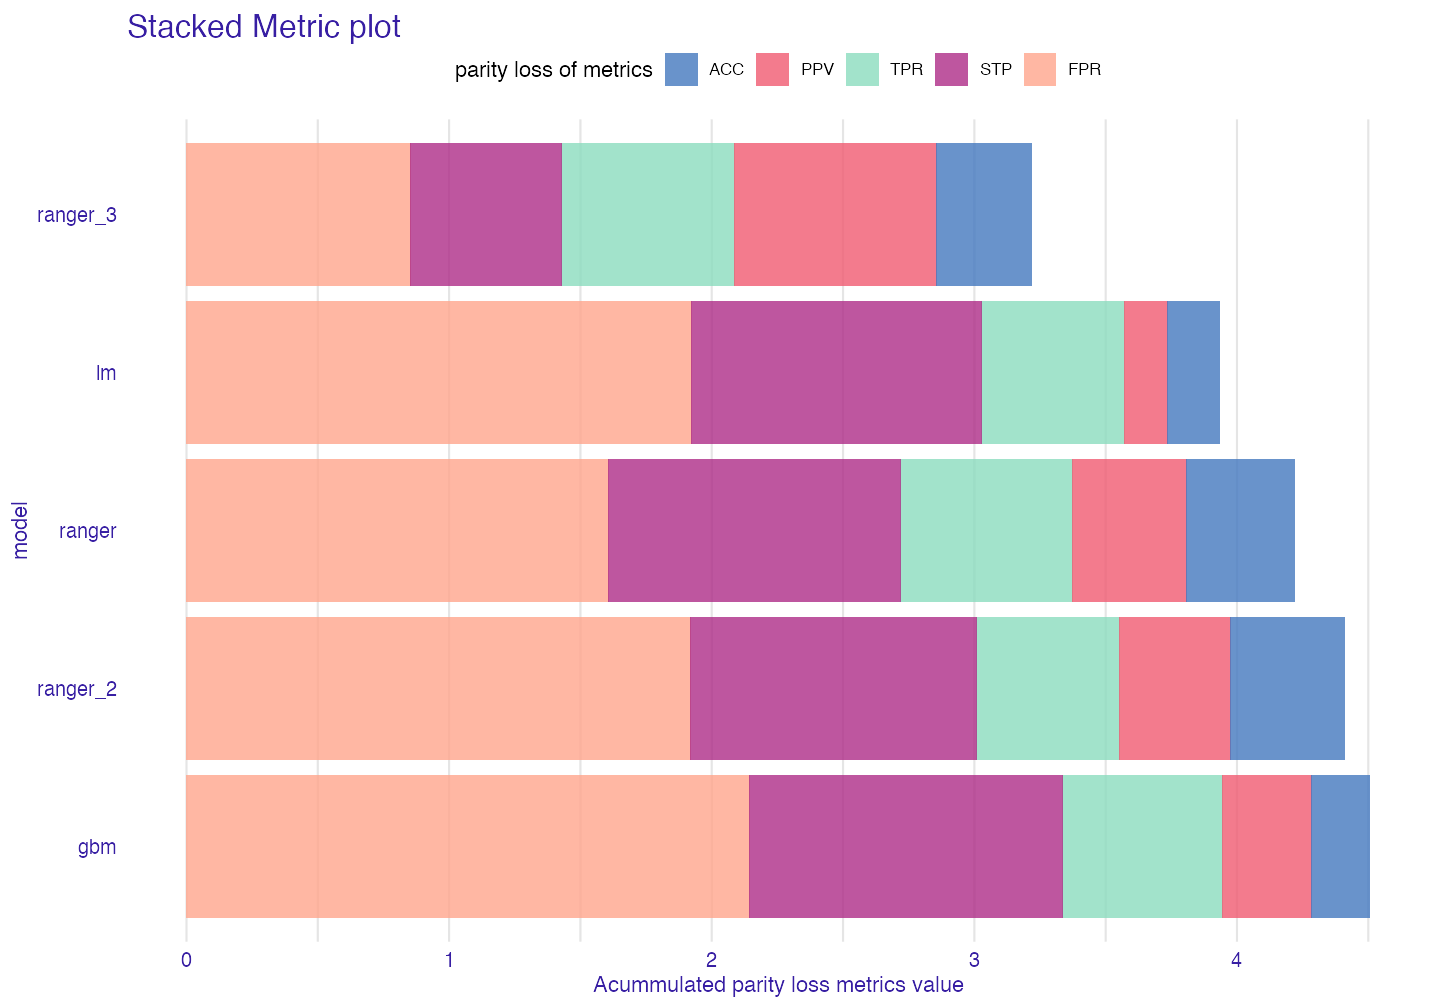 Stacked Metric plot
parity loss of metrics ACC PPV TPR STP FPR
ranger_3
lm
ranger
ranger_2
gbm
model
0 1 2 3 4
Acummulated parity loss metrics value